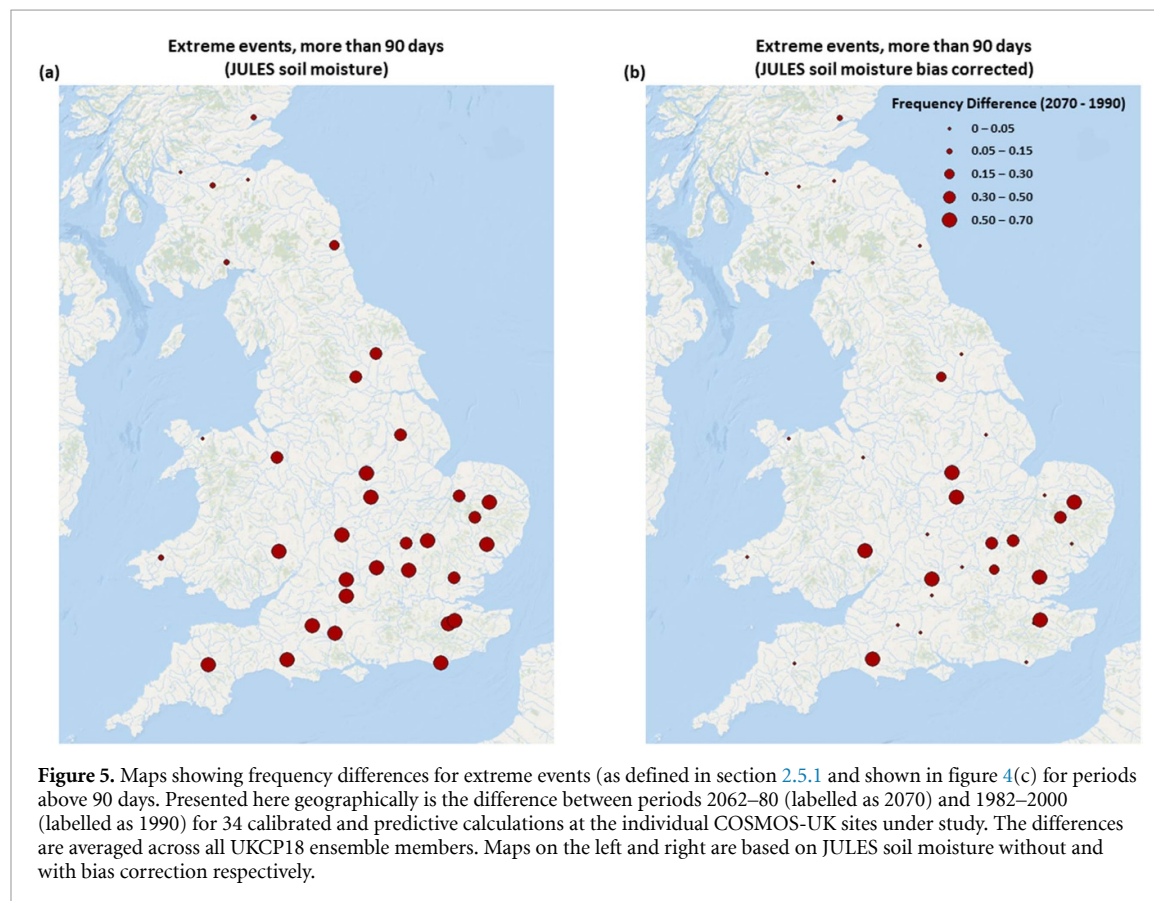 Extreme events, more than 90 days
(JULES soil moisture)
(a)
Extreme events, more than 90 days
(JULES soil moisture bias corrected)
(b)
Frequency Difference (2070 - 1990)
0 – 0.05
0.05 – 0.15
0.15 – 0.30
0.30 – 0.50
0.50 – 0.70
Figure 5. Maps showing frequency differences for extreme events (as defined in section 2.5.1 and shown in figure 4(c) for periods
above 90 days. Presented here geographically is the difference between periods 2062–80 (labelled as 2070) and 1982–2000
(labelled as 1990) for 34 calibrated and predictive calculations at the individual COSMOS-UK sites under study. The differences
are averaged across all UKCP18 ensemble members. Maps on the left and right are based on JULES soil moisture without and
with bias correction respectively.